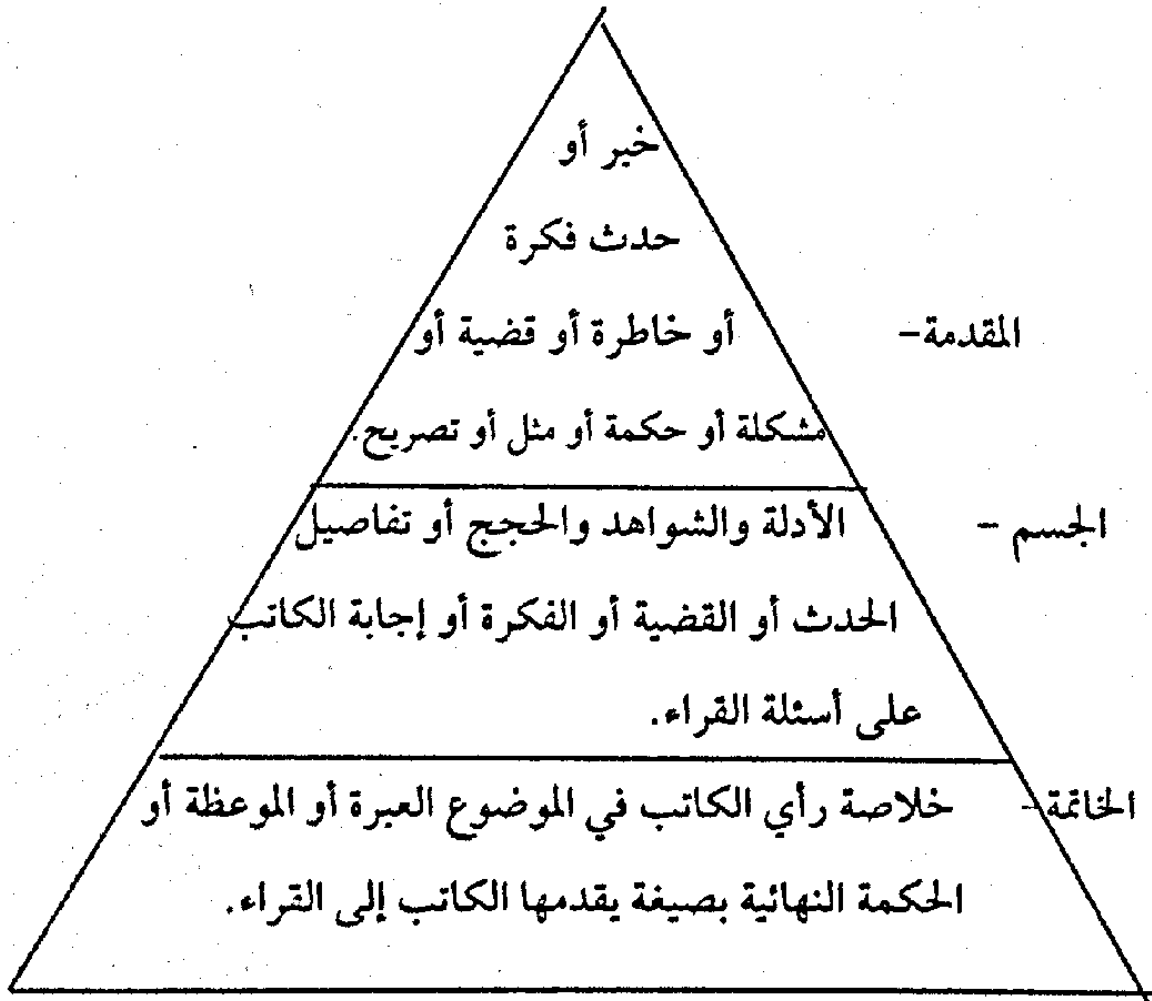 خبر أو
حدث فكرة
المقدمة- أو خاطرة أو قضية أو
مشكلة أو حكمة أو مثل أو تصريح.
الجسم - الأدلة والشواهد والحجج أو تفاصيل
الحدث أو القضية أو الفكرة أو إجابة الكاتب
على أسئلة القراء.
الخاتمة - خلاصة رأي الكاتب في الموضوع العبرة أو الموعظة أو
الحكمة النهائية بصيغة يقدمها الكاتب إلى القراء.